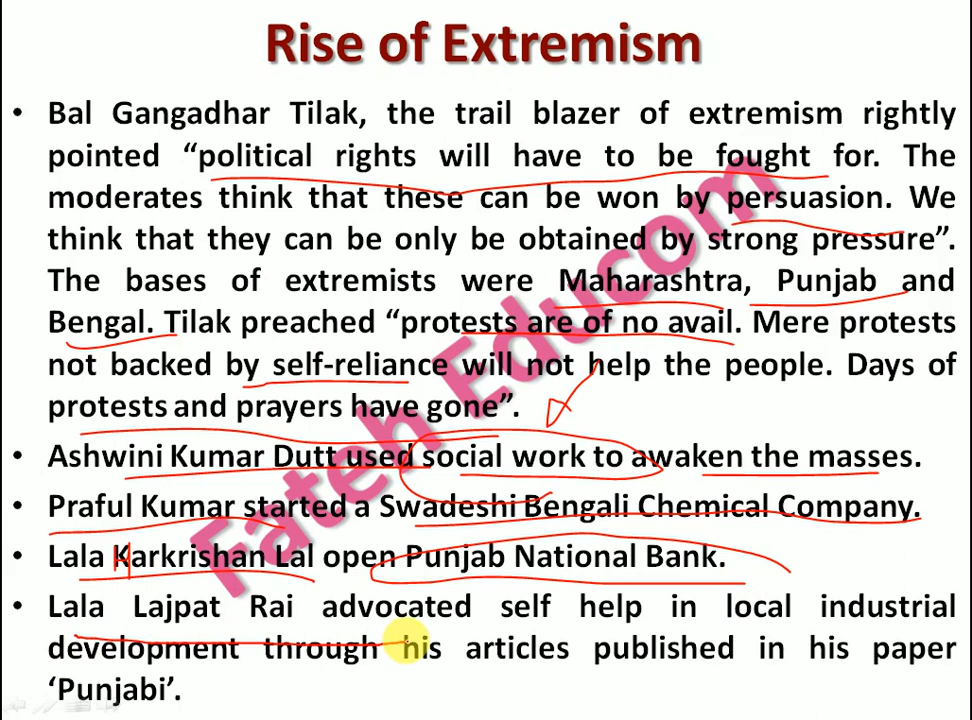 Rise of Extremism
• Bal Gangadhar Tilak, the trail blazer of extremism rightly
pointed “political rights will have to be fought for. The
moderates think that these can be won by persuasion. We
think that they can be only be obtained by strong pressure”.
The bases of extremists were Maharashtra, Punjab and
Bengal. Tilak preached “protests are of no avail. Mere protests
not backed by self-reliance will not help the people. Days of
protests and prayers have gone”.
• Ashwini Kumar Dutt used social work to awaken the masses.
• Praful Kumar started a Swadeshi Bengali Chemical Company.
• Lala Karkrishan Lal open Punjab National Bank.
• Lala Lajpat Rai advocated self help in local industrial
development through his articles published in his paper
‘Punjabi’.
Fateh Educom